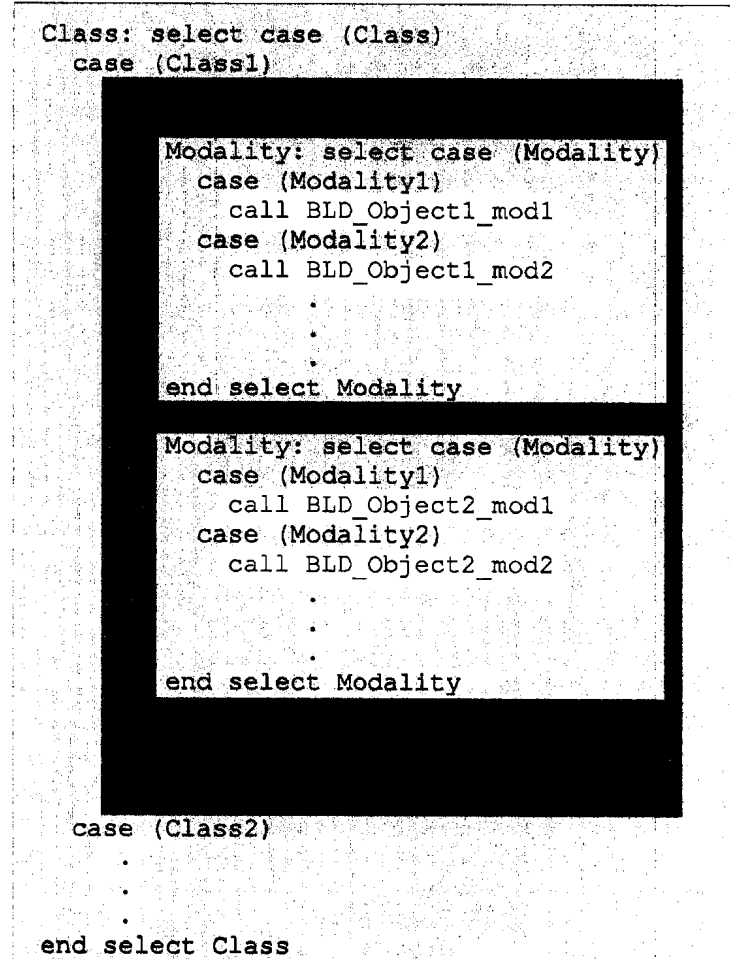 Class: select case (Class)
case (Class1)
Modality: select case (Modality)
case (Modality1)
call BLD_Object1_mod1
case (Modality2)
call BLD_Object1_mod2
.
.
.
end select Modality
Modality: select case (Modality)
case (Modality1)
call BLD_Object2_mod1
case (Modality2)
call BLD_Object2_mod2
.
.
.
end select Modality
case (Class2)
.
.
.
end select Class